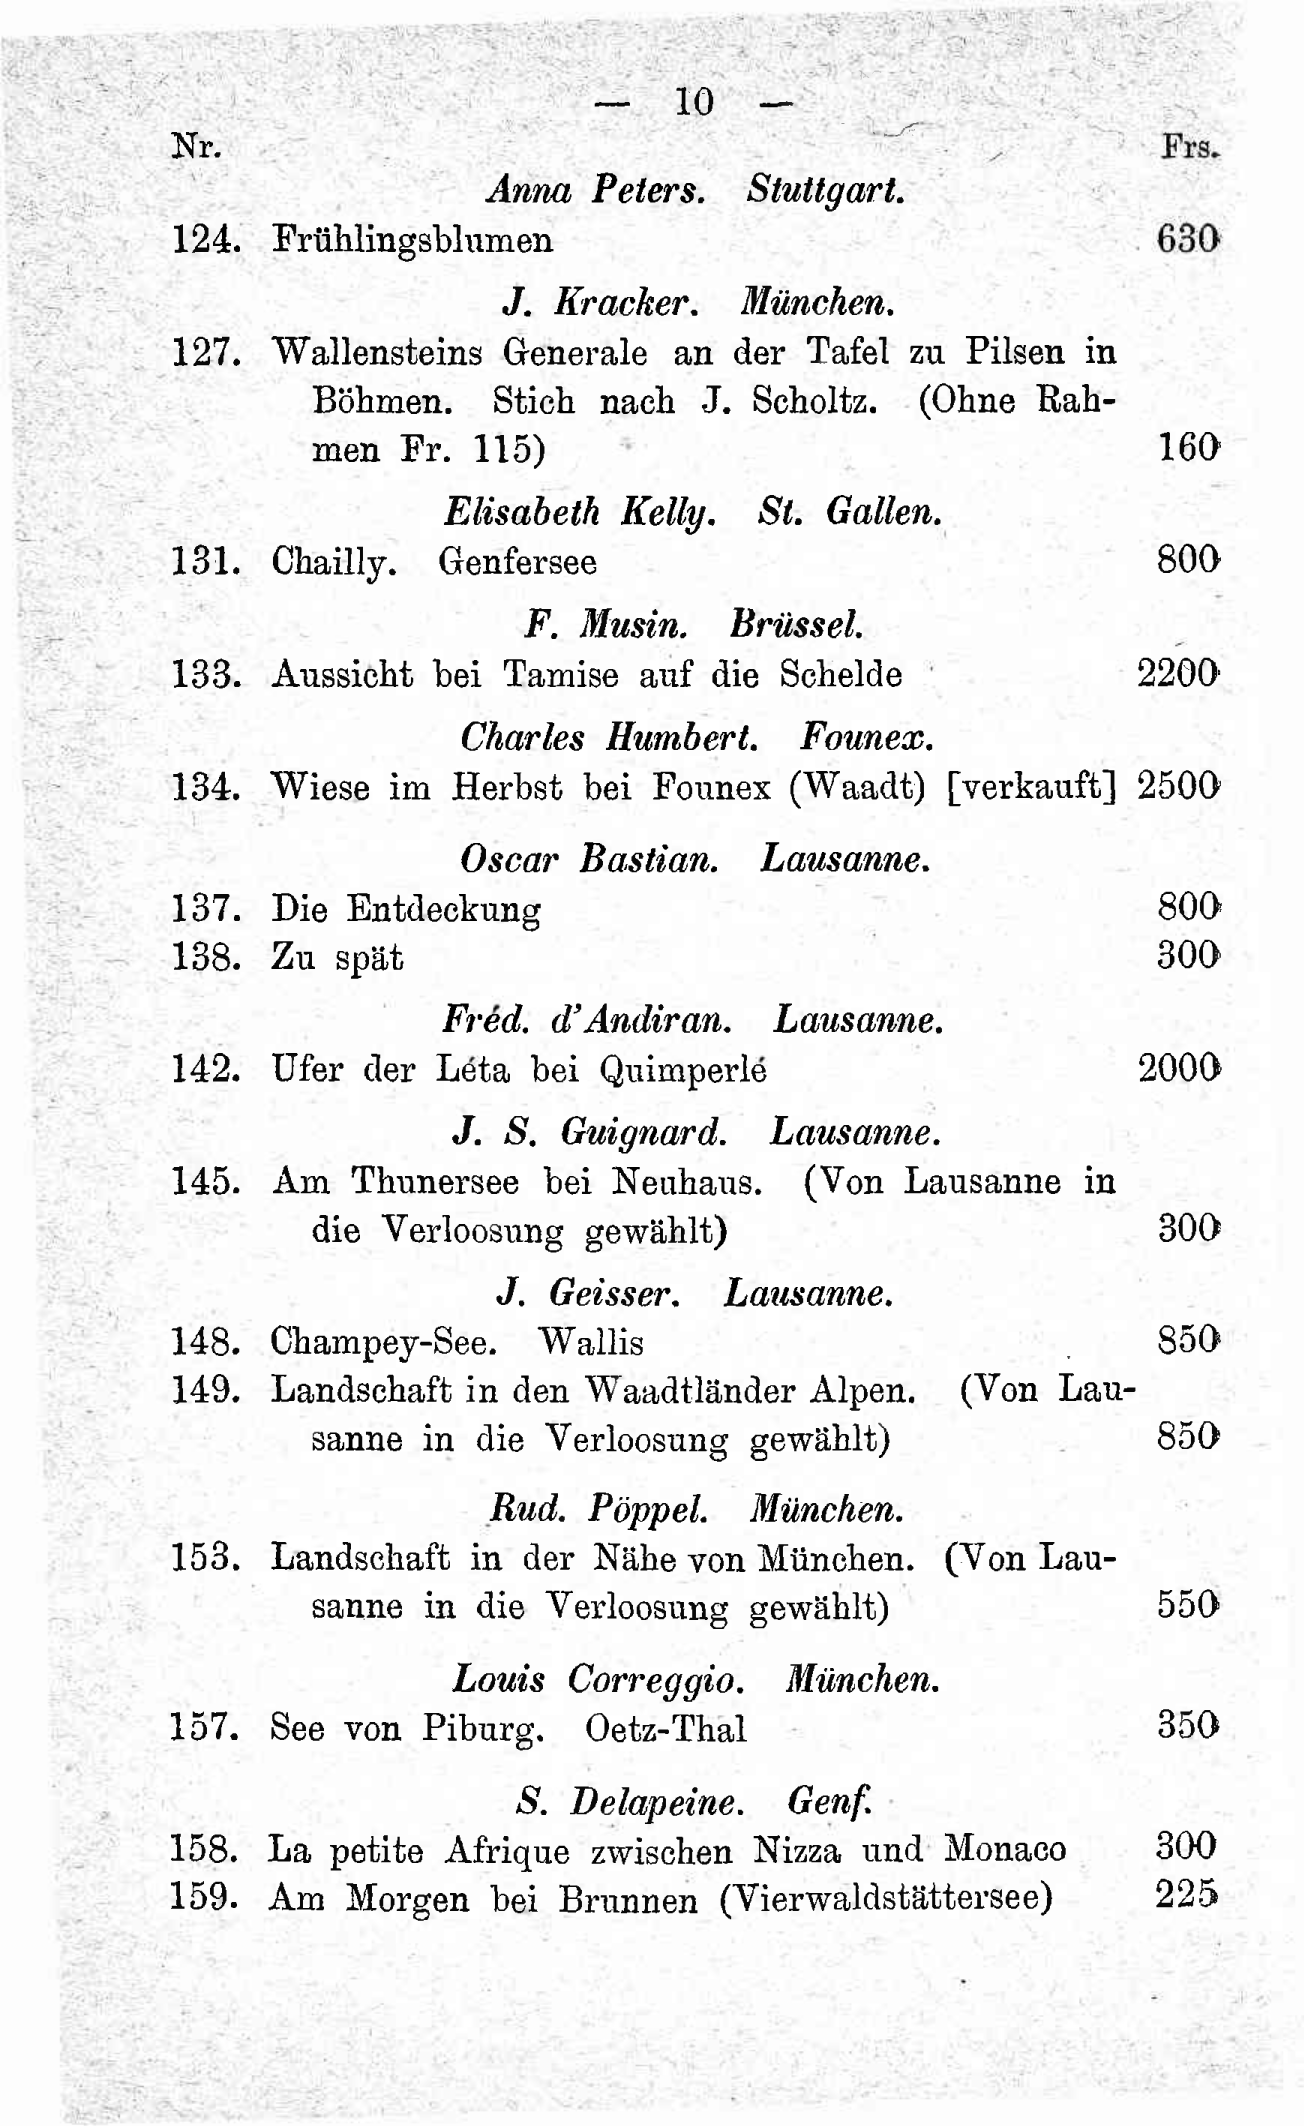 — 10 —
Nr. Frs.
Anna Peters. Stuttgart.
124. Frühlingsblumen 630
J. Kracker. München.
127. Wallensteins Generale an der Tafel zu Pilsen in
Böhmen. Stich nach J. Scholtz. (Ohne Rah-
men Fr. 115) 160
Elisabeth Kelly. St. Gallen.
131. Chailly. Genfersee 800
F. Musin. Brüssel.
133. Aussicht bei Tamise auf die Schelde 2200
Charles Humbert. Founex.
134. Wiese im Herbst bei Founex (Waadt) [verkauft] 2500
Oscar Bastian. Lausanne.
137. Die Entdeckung 800
138. Zu spät 300
Fréd. d'Andiran. Lausanne.
142. Ufer der Léta bei Quimperlé 2000
J. S. Guignard. Lausanne.
145. Am Thunersee bei Neuhaus. (Von Lausanne in
die Verloosung gewählt) 300
J. Geisser. Lausanne.
148. Champey-See. Wallis 850
149. Landschaft in den Waadtländer Alpen. (Von Lau-
sanne in die Verloosung gewählt) 850
Rud. Pöppel. München.
153. Landschaft in der Nähe von München. (Von Lau-
sanne in die Verloosung gewählt) 550
Louis Correggio. München.
157. See von Piburg. Oetz-Thal 350
S. Delapeine. Genf.
158. La petite Afrique zwischen Nizza und Monaco 300
159. Am Morgen bei Brunnen (Vierwaldstättersee) 225